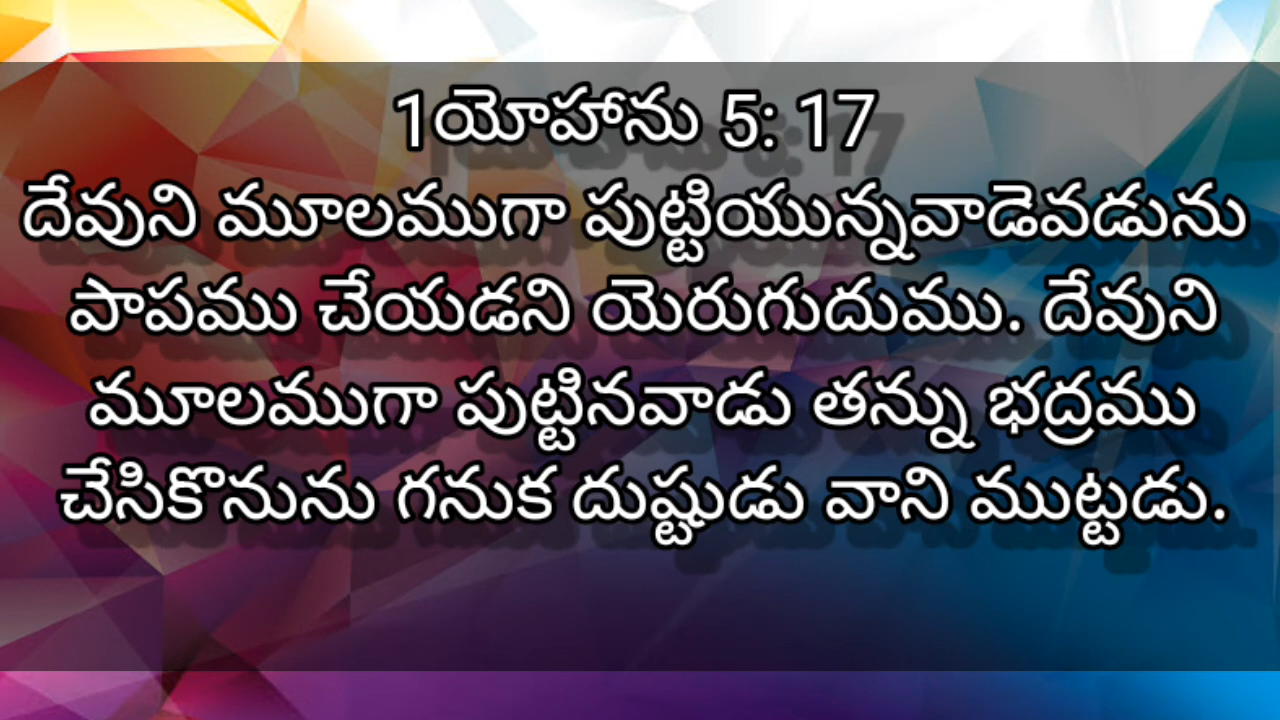 1యోహాను 5: 17
దేవుని మూలముగా పుట్టియున్నవాడెవడును
పాపము చేయడని యెరుగుదుము. దేవుని
మూలముగా పుట్టినవాడు తన్ను భద్రము
చేసికొనును గనుక దుష్టుడు వాని ముట్టడు.